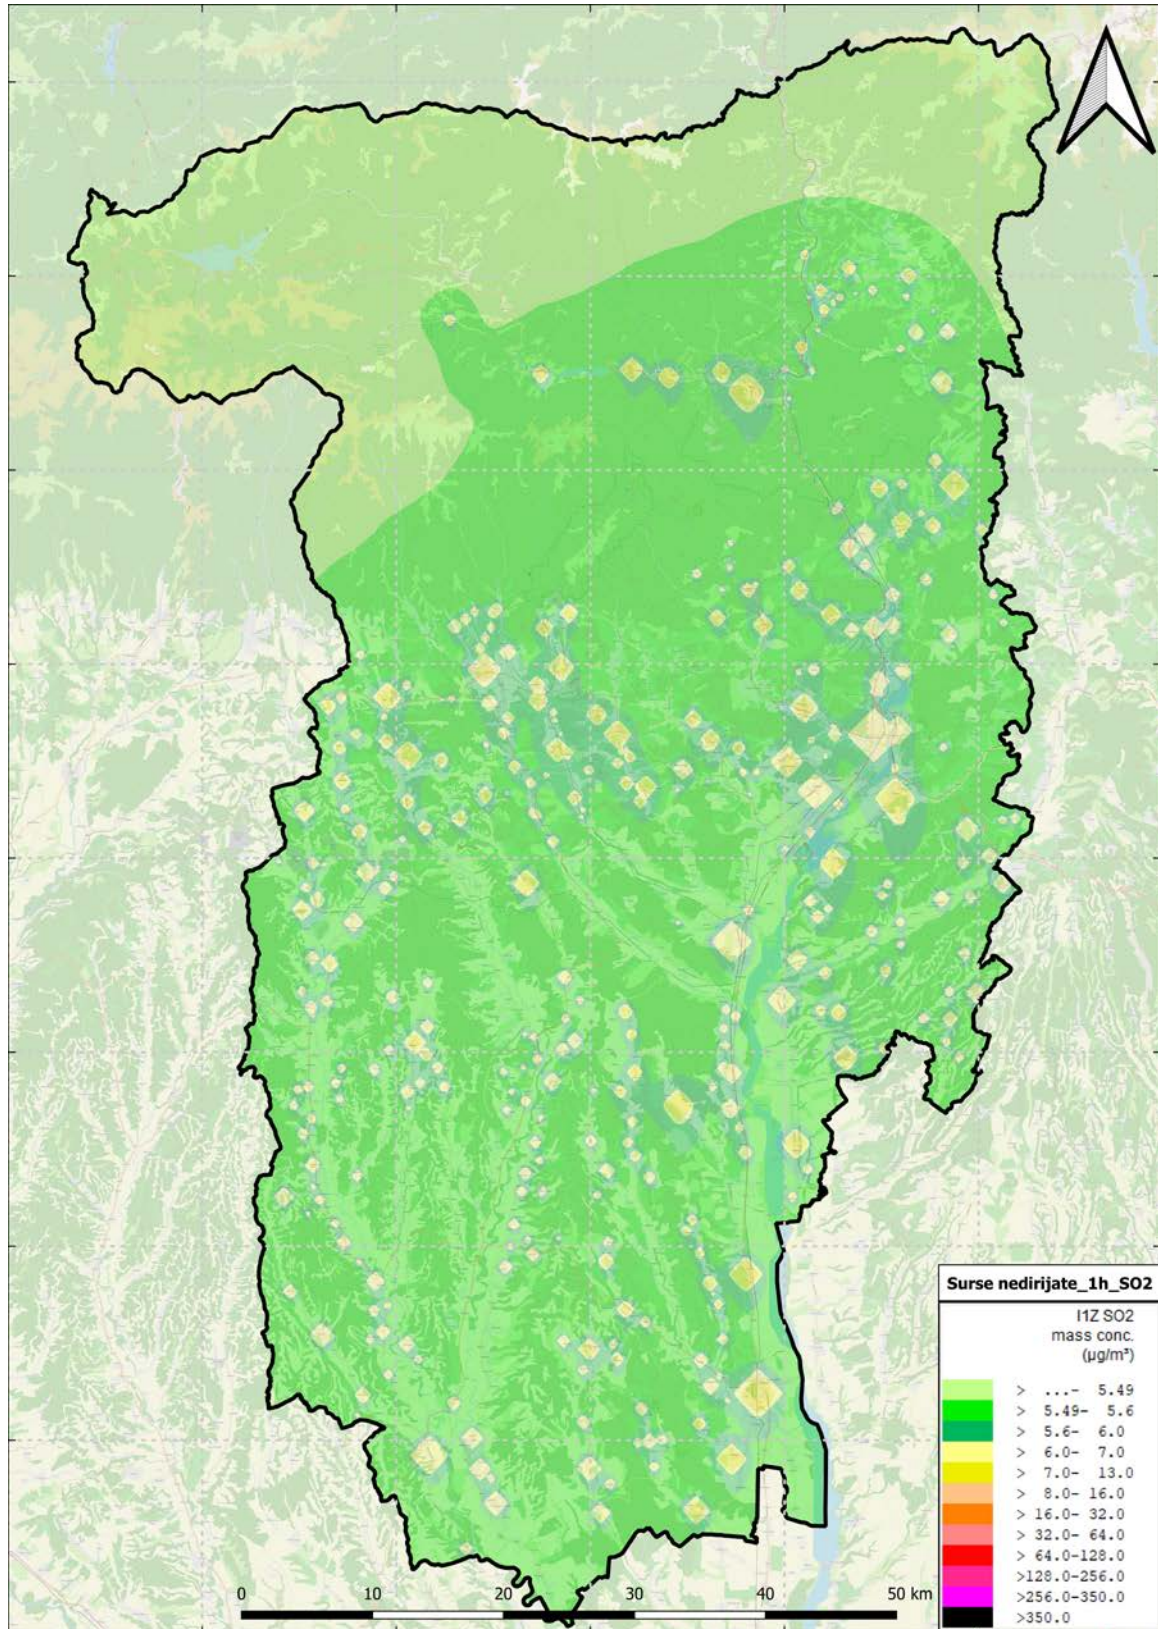 Surse nedirijate_1h_SO2
I1Z SO2
mass conc.
(µg/m³)
> ...- 5.49
> 5.49- 5.6
> 5.6- 6.0
> 6.0- 7.0
> 7.0- 13.0
> 8.0- 16.0
> 16.0- 32.0
> 32.0- 64.0
> 64.0-128.0
>128.0-256.0
>256.0-350.0
>350.0
0 10 20 30 40 50 km